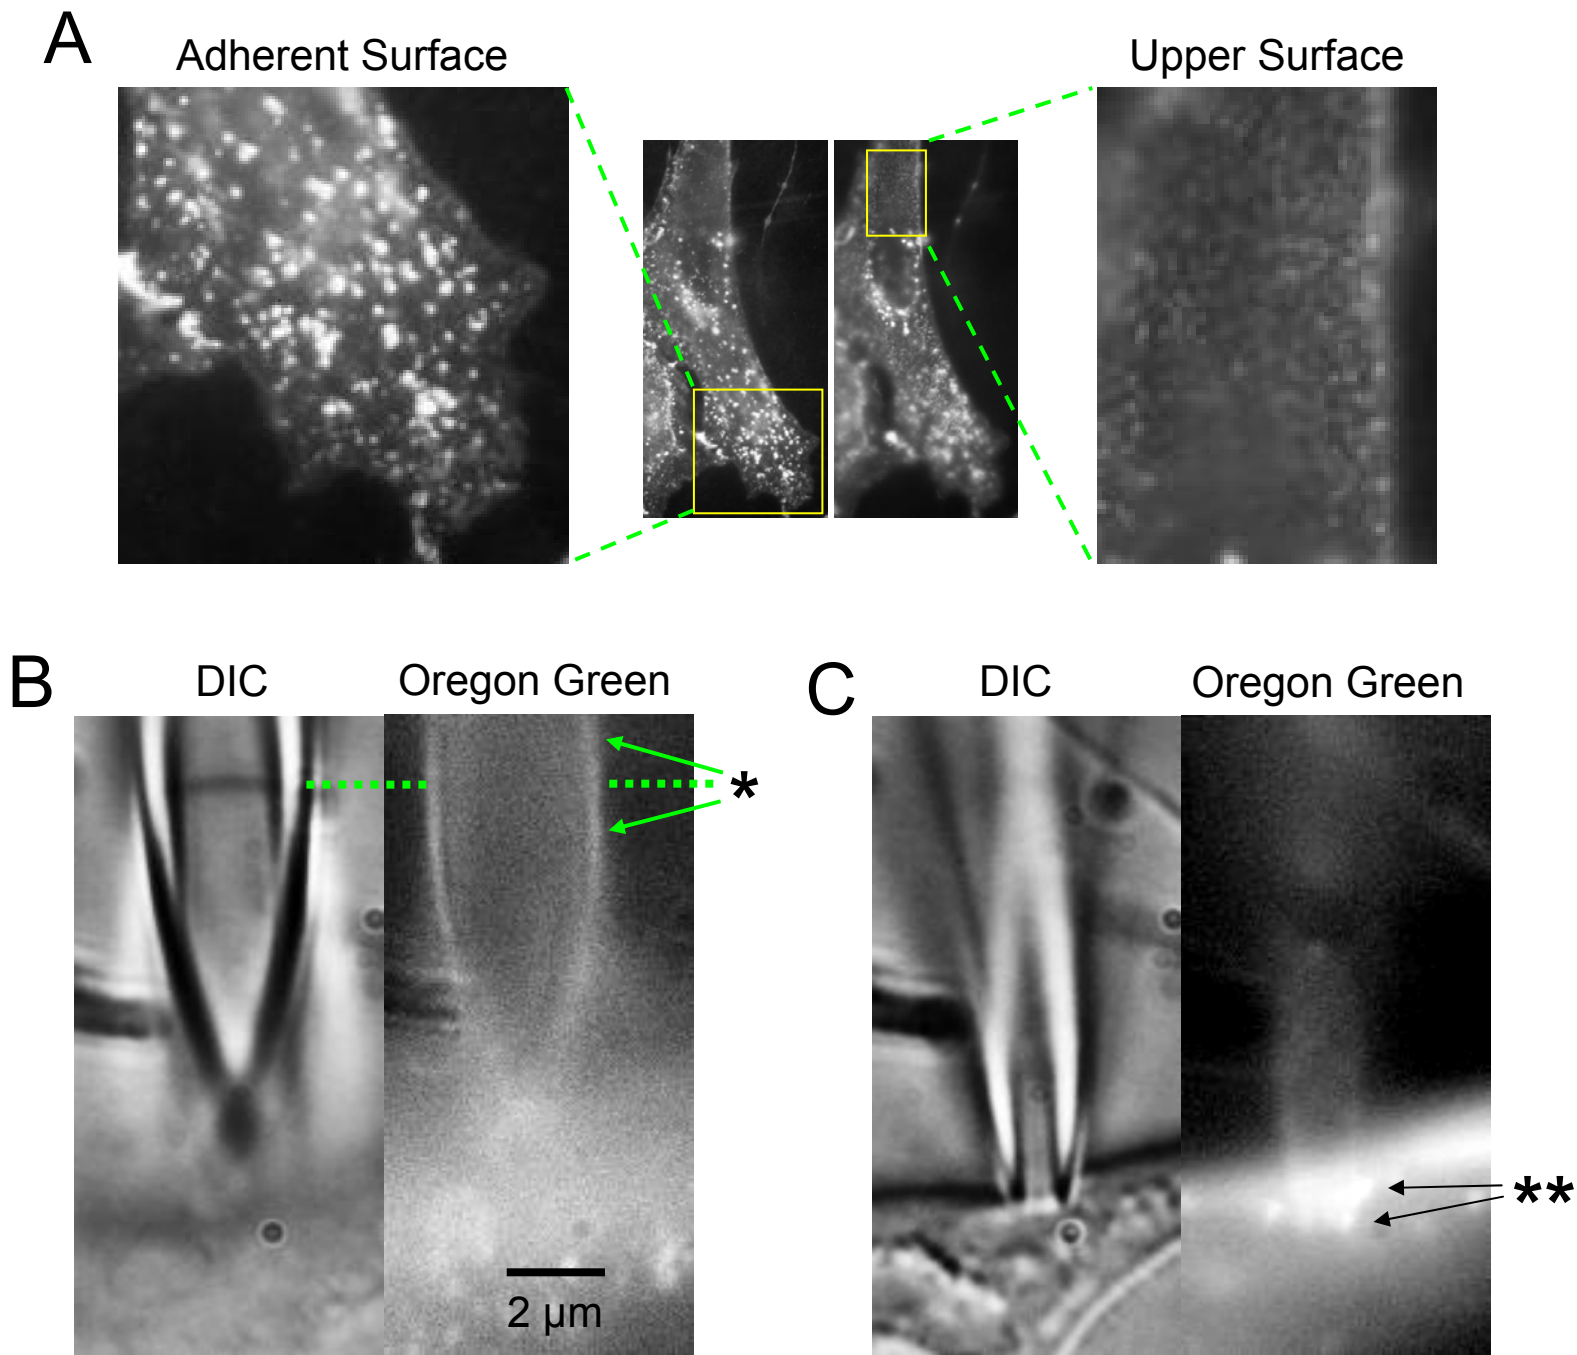 A
Adherent Surface
Upper Surface
B
DIC
Oregon Green
*
2 μm
C
DIC
Oregon Green
**